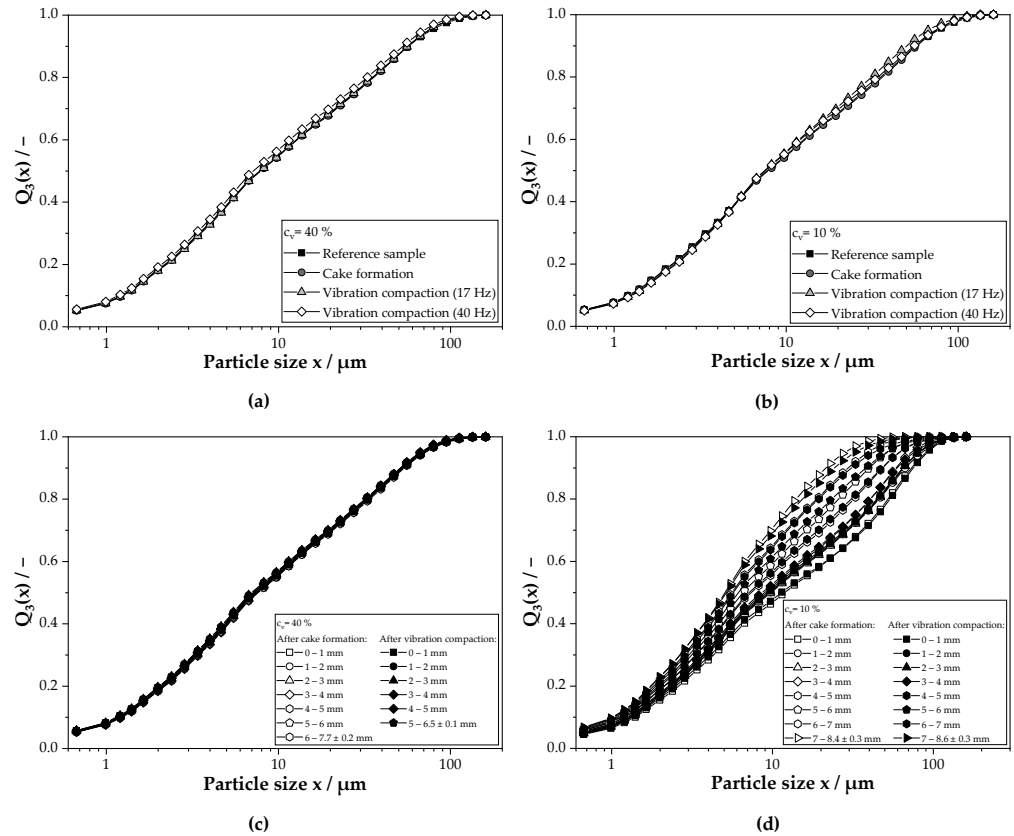 1.0
0.8
0.6
0.4
0.2
0.0
Q3(x) / –
1
10
100
Particle size x / µm
cv= 40 %
Reference sample
Cake formation
Vibration compaction (17 Hz)
Vibration compaction (40 Hz)
(a)
1.0
0.8
0.6
0.4
0.2
0.0
Q3(x) / –
1
10
100
Particle size x / µm
cv= 10 %
Reference sample
Cake formation
Vibration compaction (17 Hz)
Vibration compaction (40 Hz)
(b)
1.0
0.8
0.6
0.4
0.2
0.0
Q3(x) / –
1
10
100
Particle size x / µm
cv= 40 %
After cake formation: After vibration compaction:
0 – 1 mm 0 – 1 mm
1 – 2 mm 1 – 2 mm
2 – 3 mm 2 – 3 mm
3 – 4 mm 3 – 4 mm
4 – 5 mm 4 – 5 mm
5 – 6 mm 5 – 6.5 ± 0.1 mm
6 – 7.7 ± 0.2 mm
(c)
1.0
0.8
0.6
0.4
0.2
0.0
Q3(x) / –
1
10
100
Particle size x / µm
cv= 10 %
After cake formation: After vibration compaction:
0 – 1 mm 0 – 1 mm
1 – 2 mm 1 – 2 mm
2 – 3 mm 2 – 3 mm
3 – 4 mm 3 – 4 mm
4 – 5 mm 4 – 5 mm
5 – 6 mm 5 – 6 mm
6 – 7 mm 6 – 7 mm
7 – 8.4 ± 0.3 mm 7 – 8.6 ± 0.3 mm
(d)